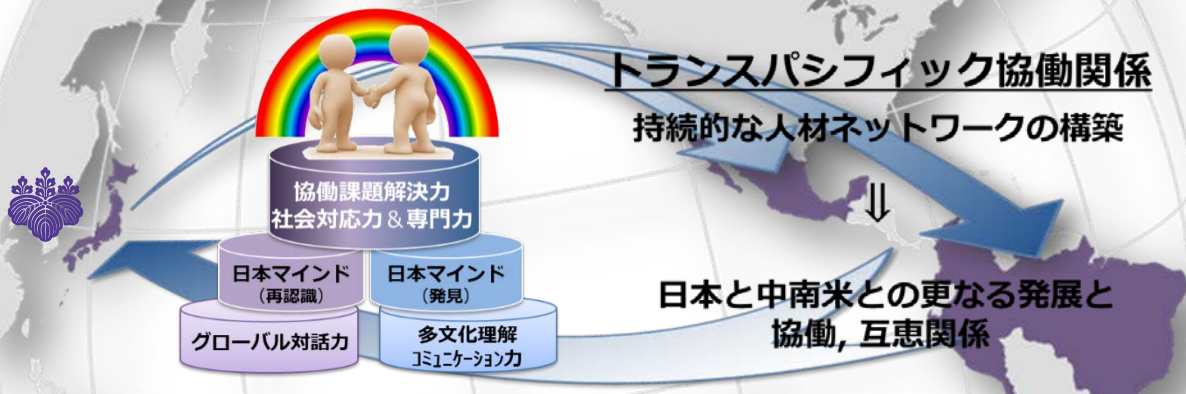 トランスパシフィック協働関係
持続的な人材ネットワークの構築
⇓
日本と中南米との更なる発展と
協働, 互恵関係
協働課題解決力
社会対応力＆専門力
日本マインド
（再認識）
日本マインド
（発見）
グローバル対話力
多文化理解
ｺﾐｭﾆｹｰｼｮﾝ力